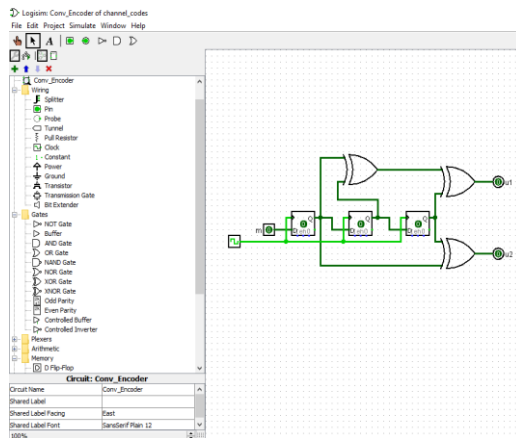 Logisim: Conv_Encoder of channel_codes
File Edit Project Simulate Window Help
A
Conv_Encoder
Wiring
Splitter
Pin
Probe
Tunnel
Pull Resistor
Clock
Constant
Power
Ground
Transistor
Transmission Gate
Bit Extender
Gates
NOT Gate
Buffer
AND Gate
OR Gate
NAND Gate
NOR Gate
XOR Gate
XNOR Gate
Odd Parity
Even Parity
Controlled Buffer
Controlled Inverter
Plexers
Arithmetic
Memory
D Flip-Flop
Circuit: Conv_Encoder
Circuit Name Conv_Encoder
Shared Label
Shared Label Facing East
Shared Label Font SansSerif Plain 12
100%
u1
m 0 Q Q Q
D en0 D en0 D en0
u2